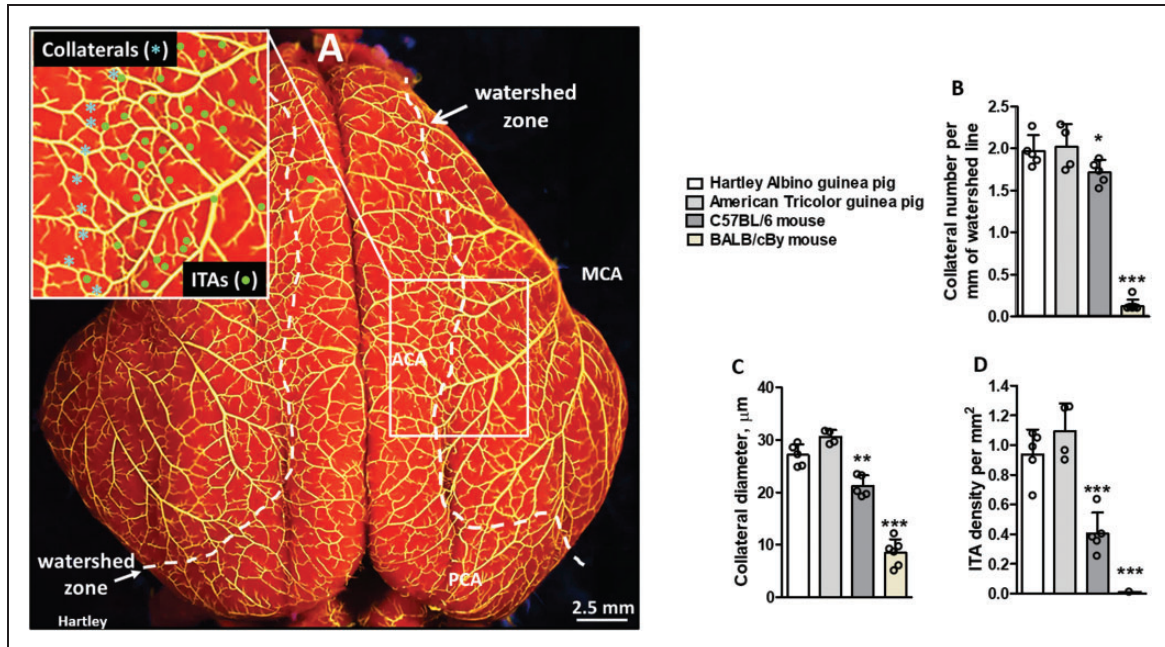 A
Collaterals (*)
ITAs (●)
watershed
zone
MCA
ACA
PCA
watershed
zone
Hartley
2.5 mm
Hartley Albino guinea pig
American Tricolor guinea pig
C57BL/6 mouse
BALB/cBy mouse
B
Collateral number per
mm of watershed line
2.5
2.0
1.5
1.0
0.5
0.0
*
***
C
Collateral diameter, μm
40
30
20
10
0
**
***
D
ITA density per mm²
1.4
1.2
1.0
0.8
0.6
0.4
0.2
0.0
***
***